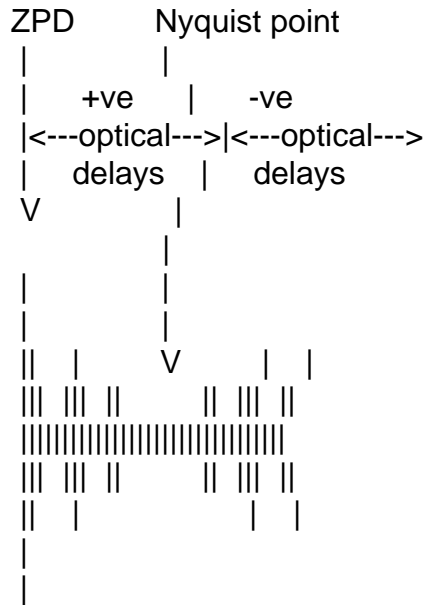 ZPD Nyquist point
| |
| +ve | -ve
|<---optical--->|<---optical--->
| delays | delays
V |
|
| |
| |
|| | V | |
||| ||| || || ||| ||
|||||||||||||||||||||||||||||||||
||| ||| || || ||| ||
|| | | |
|
|